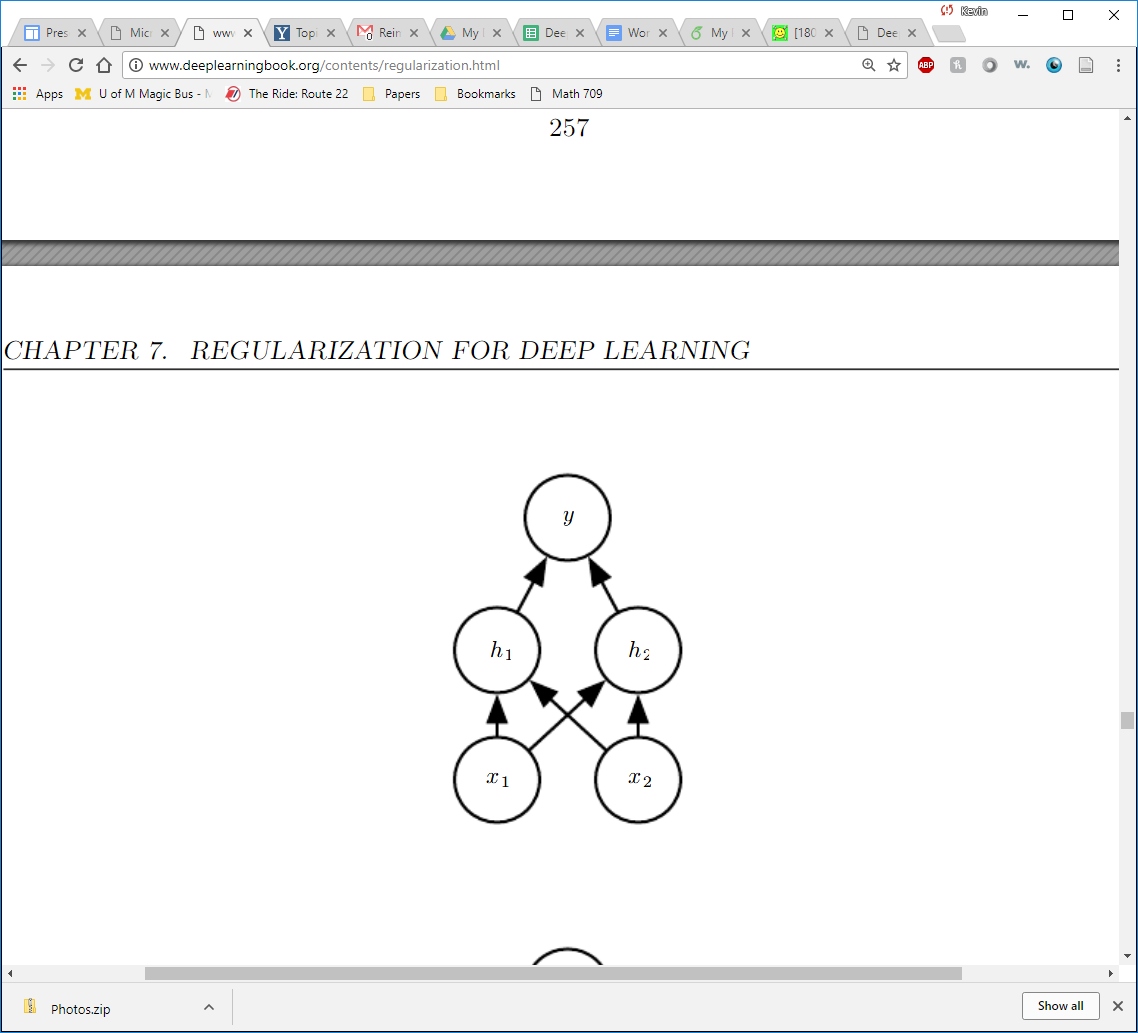 Kevin
Pres Mic www Topi Rein My Dee Wor My [180 Dee
www.deeplearningbook.org/contents/regularization.html ABP w.
Apps U of M Magic Bus - The Ride: Route 22 Papers Bookmarks Math 709
257
CHAPTER 7. REGULARIZATION FOR DEEP LEARNING
y
h1 h2
x1 x2
Photos.zip Show all